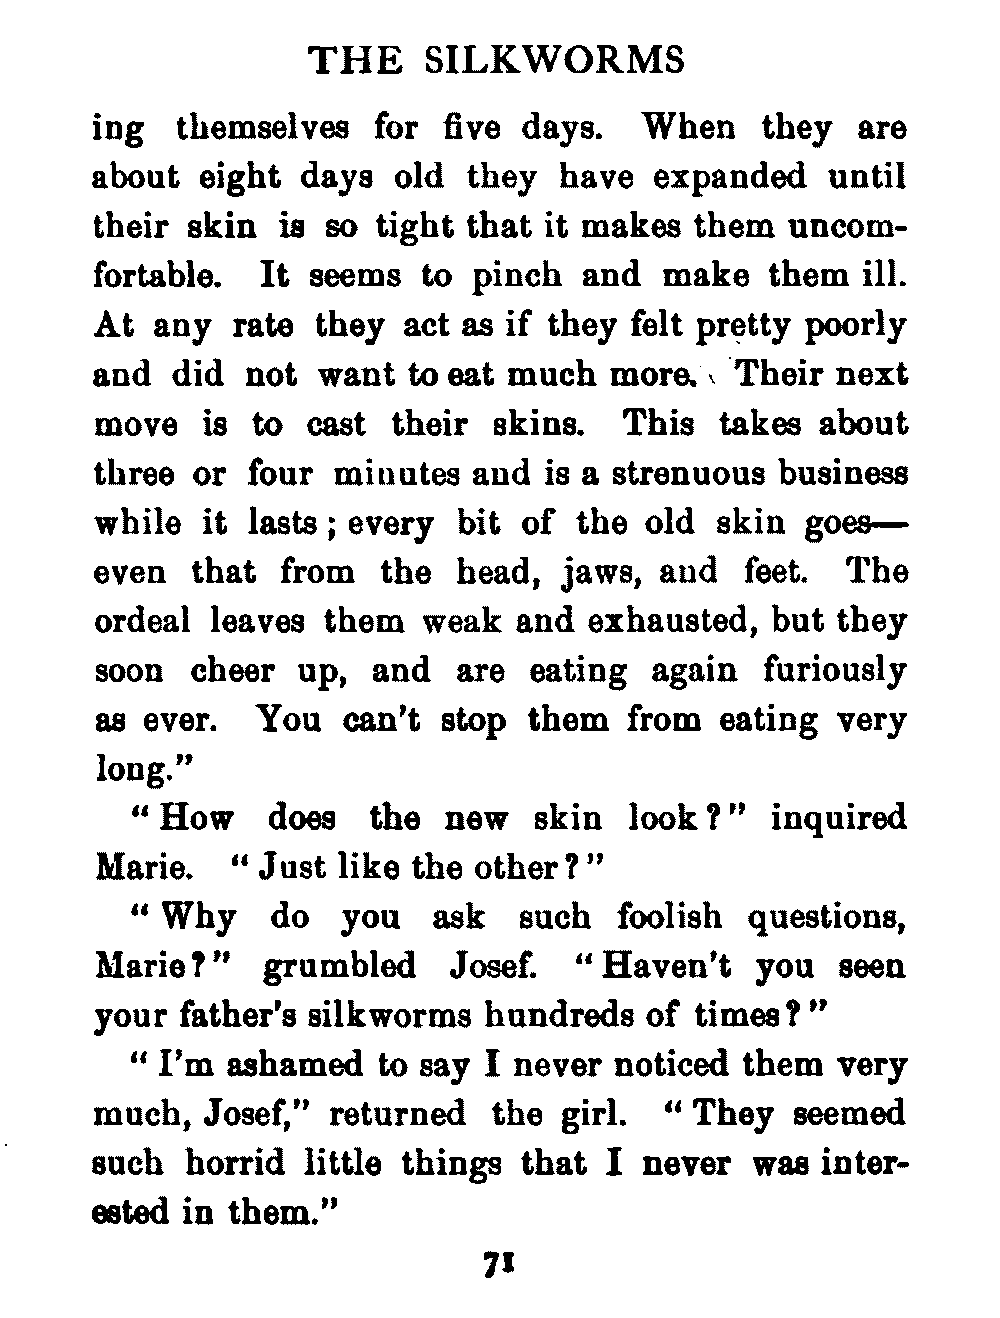 THE SILKWORMS
ing themselves for five days. When they are
about eight days old they have expanded until
their skin is so tight that it makes them uncom-
fortable. It seems to pinch and make them ill.
At any rate they act as if they felt pretty poorly
and did not want to eat much more. Their next
move is to cast their skins. This takes about
three or four minutes and is a strenuous business
while it lasts; every bit of the old skin goes—
even that from the head, jaws, and feet. The
ordeal leaves them weak and exhausted, but they
soon cheer up, and are eating again furiously
as ever. You can't stop them from eating very
long."
"How does the new skin look?" inquired
Marie. "Just like the other?"
"Why do you ask such foolish questions,
Marie?" grumbled Josef. "Haven't you seen
your father's silkworms hundreds of times?"
"I'm ashamed to say I never noticed them very
much, Josef," returned the girl. "They seemed
such horrid little things that I never was inter-
ested in them."
71